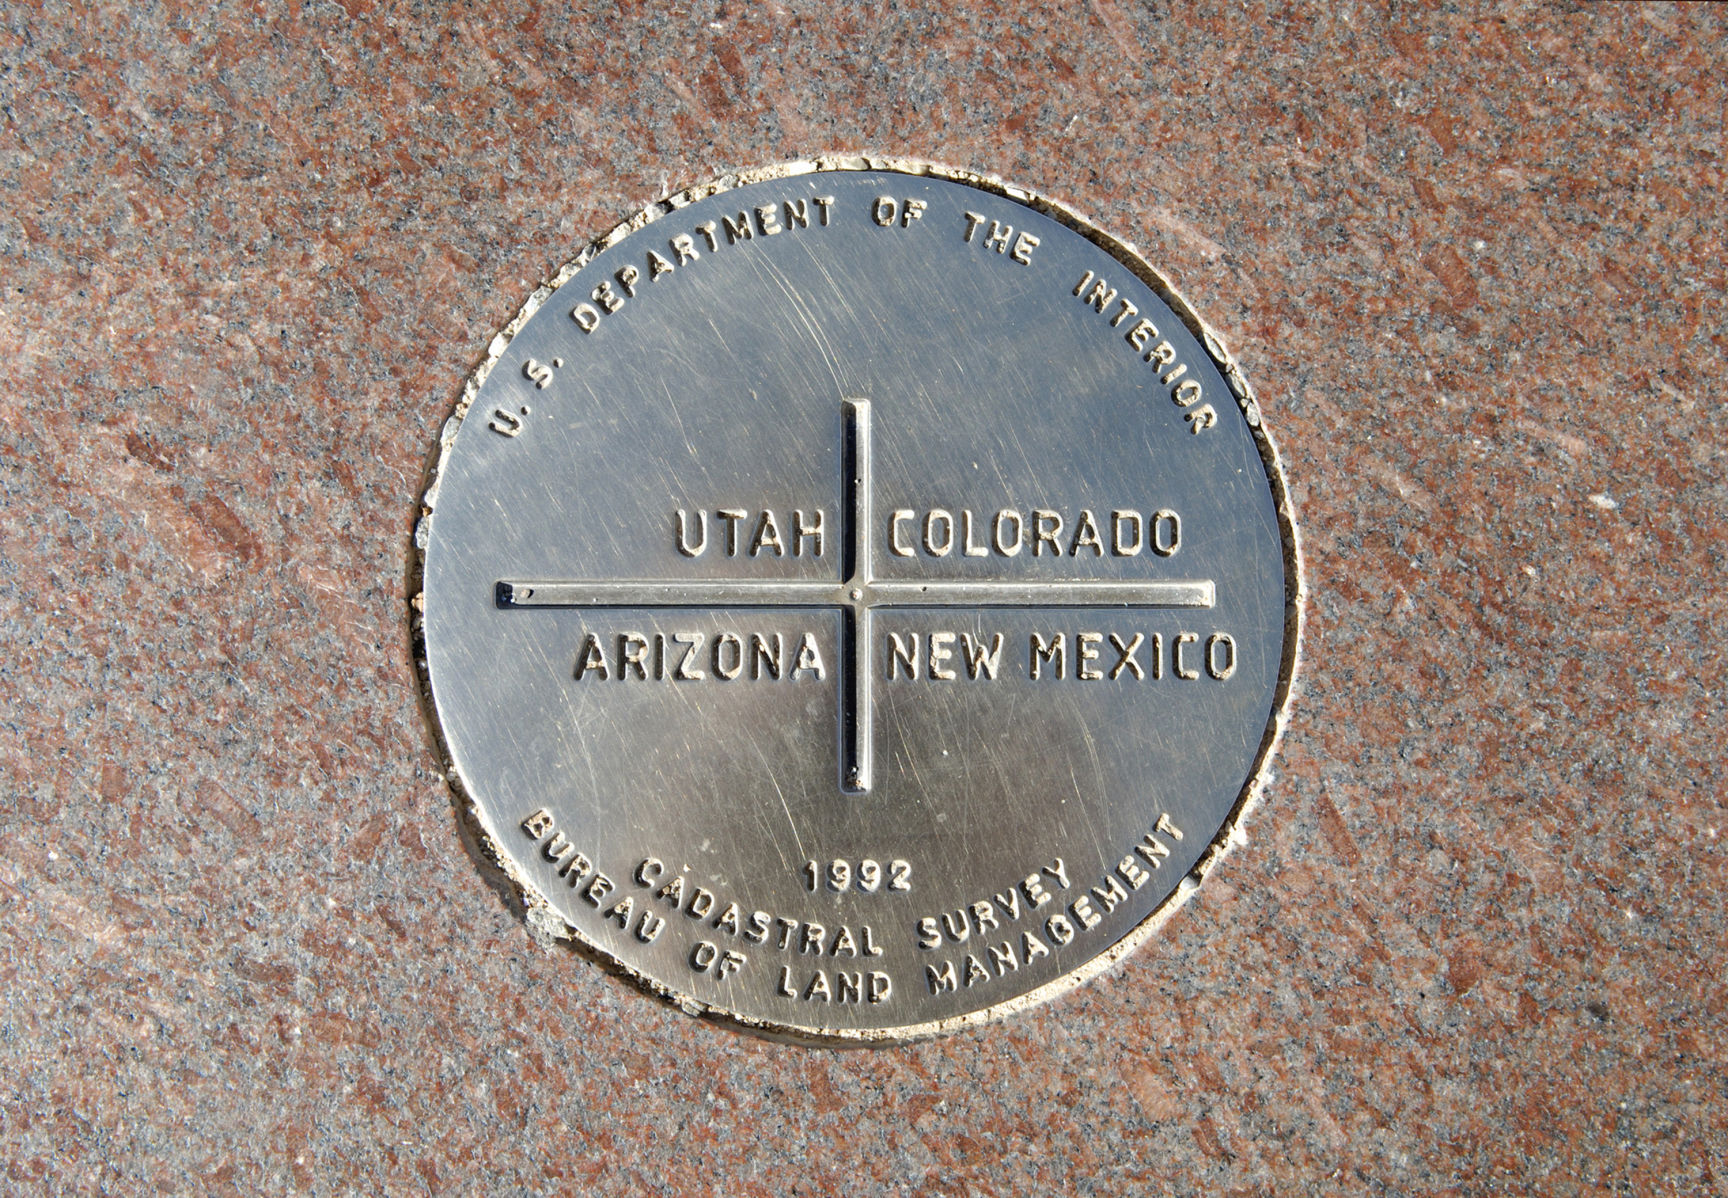 U.S. DEPARTMENT OF THE INTERIOR
UTAH COLORADO
ARIZONA NEW MEXICO
1992
CADASTRAL SURVEY
BUREAU OF LAND MANAGEMENT